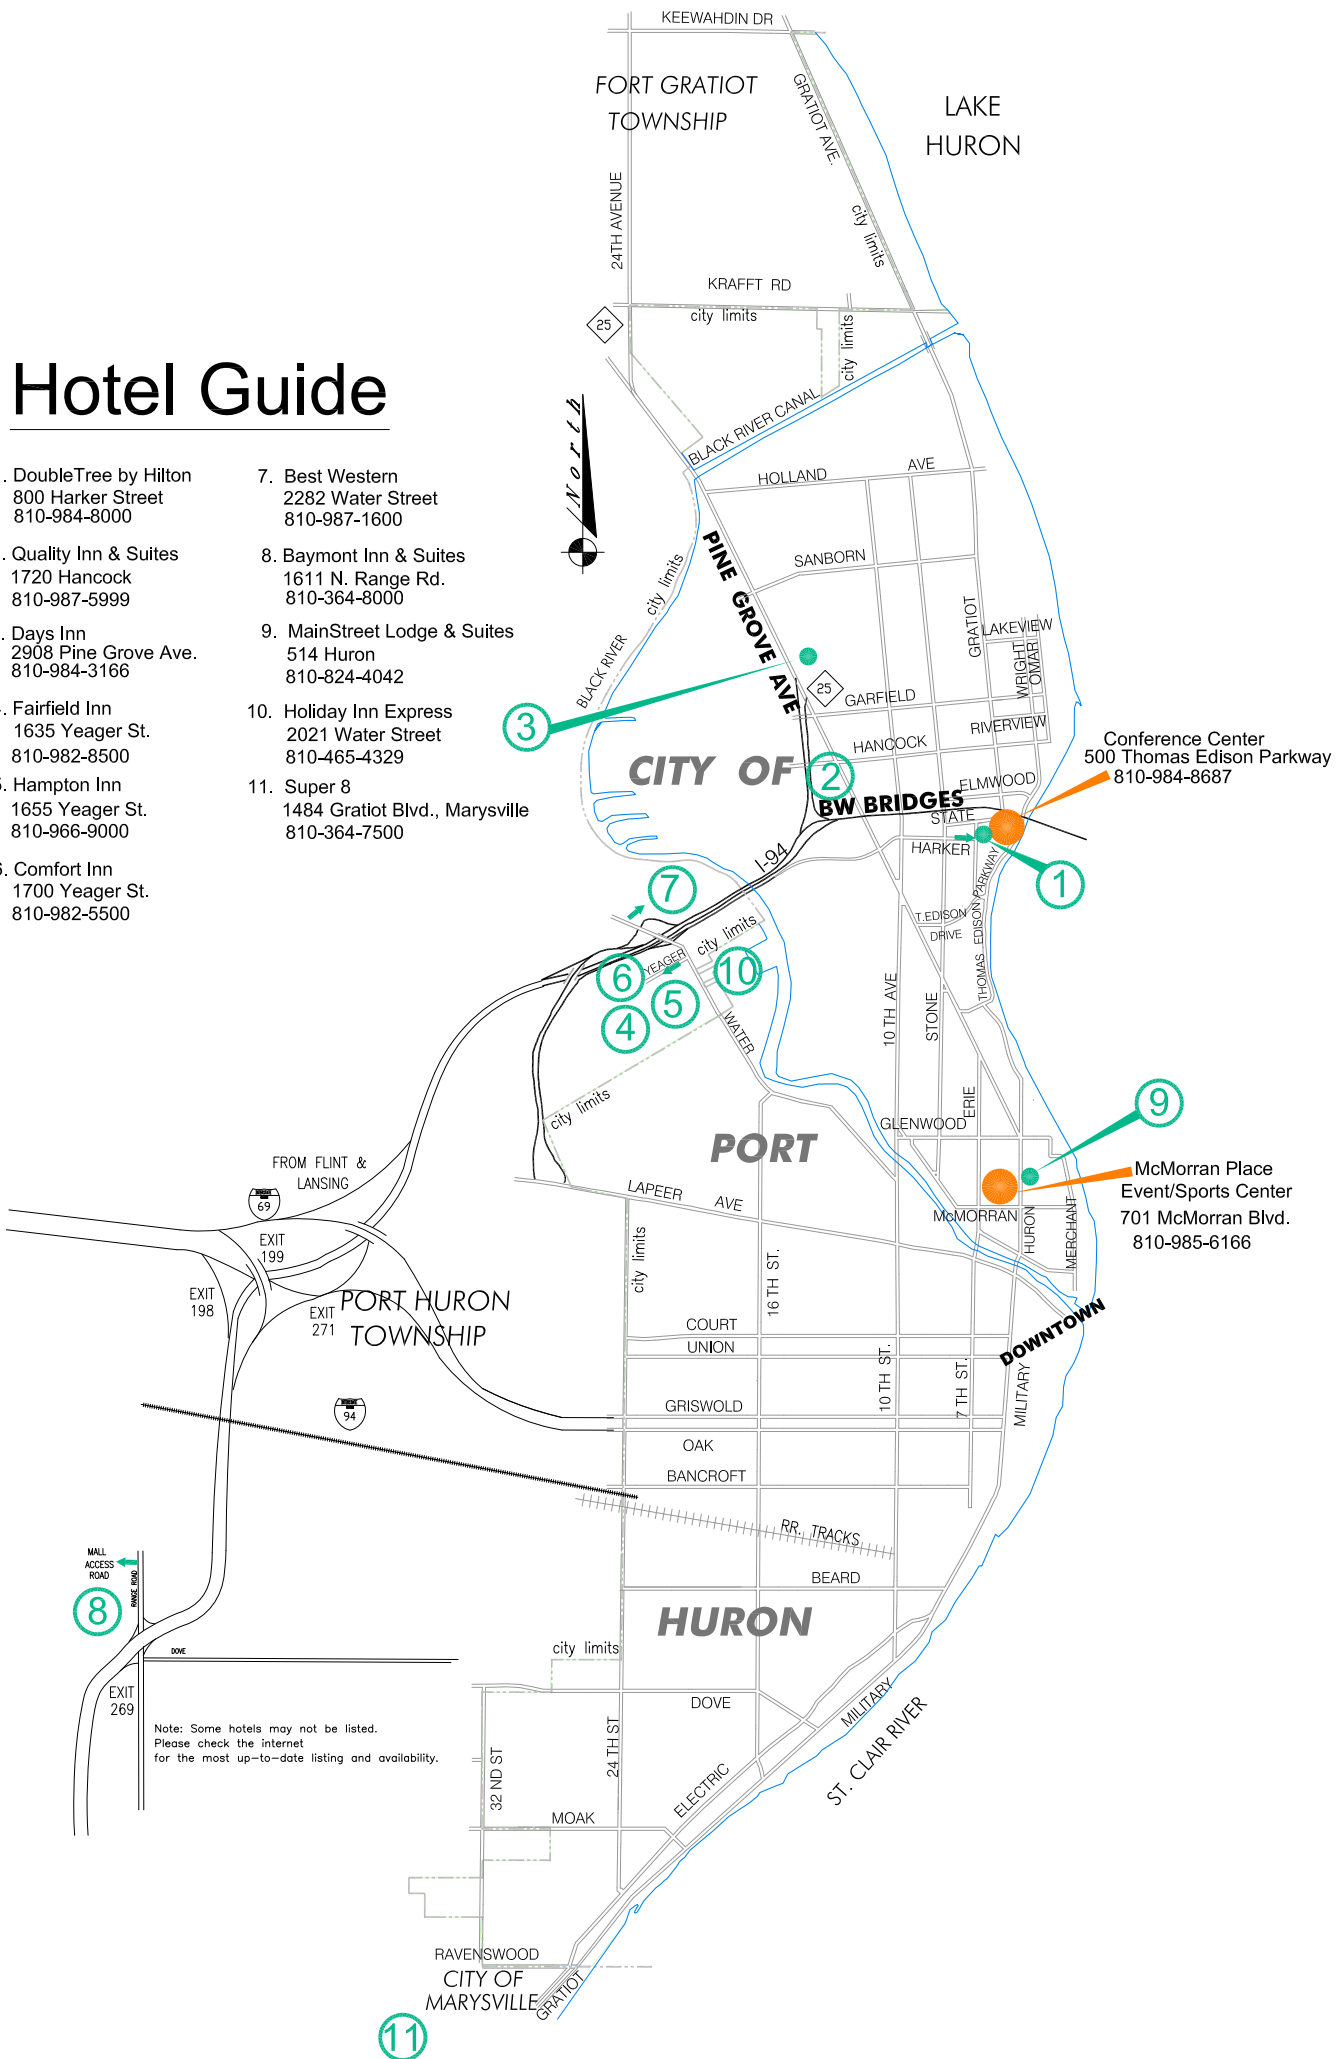 Hotel Guide
. DoubleTree by Hilton
800 Harker Street
810-984-8000
. Quality Inn & Suites
1720 Hancock
810-987-5999
. Days Inn
2908 Pine Grove Ave.
810-984-3166
. Fairfield Inn
1635 Yeager St.
810-982-8500
. Hampton Inn
1655 Yeager St.
810-966-9000
. Comfort Inn
1700 Yeager St.
810-982-5500
7. Best Western
2282 Water Street
810-987-1600
8. Baymont Inn & Suites
1611 N. Range Rd.
810-364-8000
9. MainStreet Lodge & Suites
514 Huron
810-824-4042
10. Holiday Inn Express
2021 Water Street
810-465-4329
11. Super 8
1484 Gratiot Blvd., Marysville
810-364-7500
KEEWAHDIN DR
FORT GRATIOT
TOWNSHIP
GRATIOT AVE.
LAKE
HURON
24TH AVENUE
city limits
KRAFFT RD
city limits
25
city limits
North
BLACK RIVER CANAL
HOLLAND AVE
PINE GROVE AVE
SANBORN
city limits
GRATIOT
LAKEVIEW
WRIGHT
OMAR
BLACK RIVER
25
GARFIELD
RIVERVIEW
3
HANCOCK
Conference Center
500 Thomas Edison Parkway
810-984-8687
CITY OF
2
ELMWOOD
BW BRIDGES
STATE
HARKER
I-94
1
7
T.EDISON
DRIVE
THOMAS EDISON PARKWAY
city limits
YEAGER
6
10
5
4
WATER
10 TH AVE
STONE
city limits
ERIE
GLENWOOD
9
PORT
FROM FLINT &
LANSING
INTERSTATE
69
McMorran Place
Event/Sports Center
701 McMorran Blvd.
810-985-6166
LAPEER AVE
McMORRAN
HURON
MERCHANT
EXIT
199
city limits
16 TH ST.
EXIT
198
EXIT
271
PORT HURON
TOWNSHIP
COURT
UNION
DOWNTOWN
10 TH ST.
7 TH ST.
MILITARY
INTERSTATE
94
GRISWOLD
OAK
BANCROFT
RR. TRACKS
MALL
ACCESS
ROAD
RANGE ROAD
8
BEARD
HURON
DOVE
city limits
EXIT
269
DOVE
MILITARY
ST. CLAIR RIVER
Note: Some hotels may not be listed.
Please check the internet
for the most up-to-date listing and availability.
32 ND ST
24 TH ST
ELECTRIC
MOAK
RAVENSWOOD
CITY OF
MARYSVILLE
GRATIOT
11